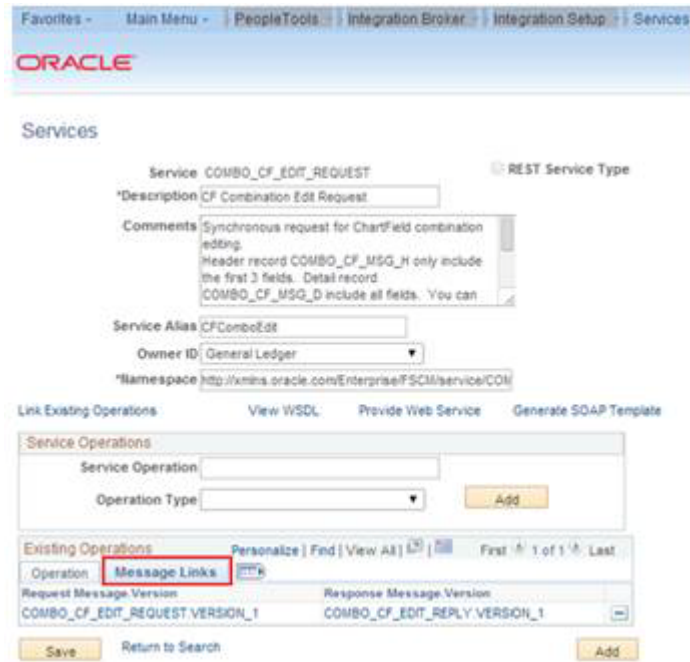 Favorites Main Menu PeopleTools Integration Broker Integration Setup Services
ORACLE
Services
Service COMBO_CF_EDIT_REQUEST REST Service Type
*Description CF Combination Edit Request
Comments Synchronous request for ChartField combination
editing.
Header record COMBO_CF_MSG_H only include
the first 3 fields. Detail record
COMBO_CF_MSG_D include all fields. You can
Service Alias CFComboEdit
Owner ID General Ledger
*Namespace http://xmlns.oracle.com/Enterprise/FSCM/service/COM
Link Existing Operations View WSDL Provide Web Service Generate SOAP Template
Service Operations
Service Operation
Operation Type Add
Existing Operations Personalize | Find | View All | | First 1 of 1 Last
Operation Message Links
Request Message.Version Response Message.Version
COMBO_CF_EDIT_REQUEST.VERSION_1 COMBO_CF_EDIT_REPLY.VERSION_1
Save Return to Search Add